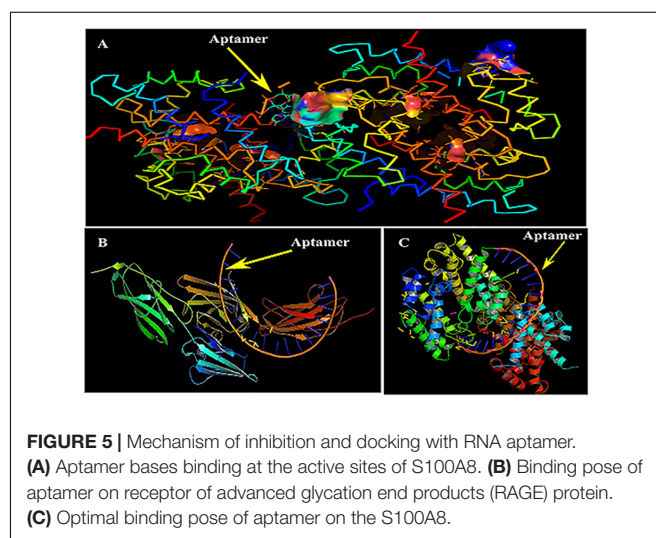 A
Aptamer
B
Aptamer
C
Aptamer
FIGURE 5 | Mechanism of inhibition and docking with RNA aptamer.
(A) Aptamer bases binding at the active sites of S100A8. (B) Binding pose of
aptamer on receptor of advanced glycation end products (RAGE) protein.
(C) Optimal binding pose of aptamer on the S100A8.